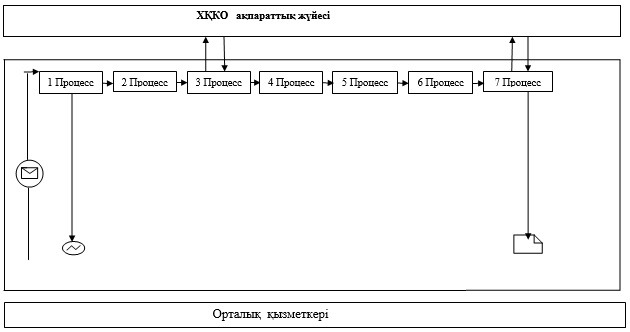 ХҚКО ақпараттық жүйесі
1 Процесс 2 Процесс 3 Процесс 4 Процесс 5 Процесс 6 Процесс 7 Процесс
Орталық қызметкері